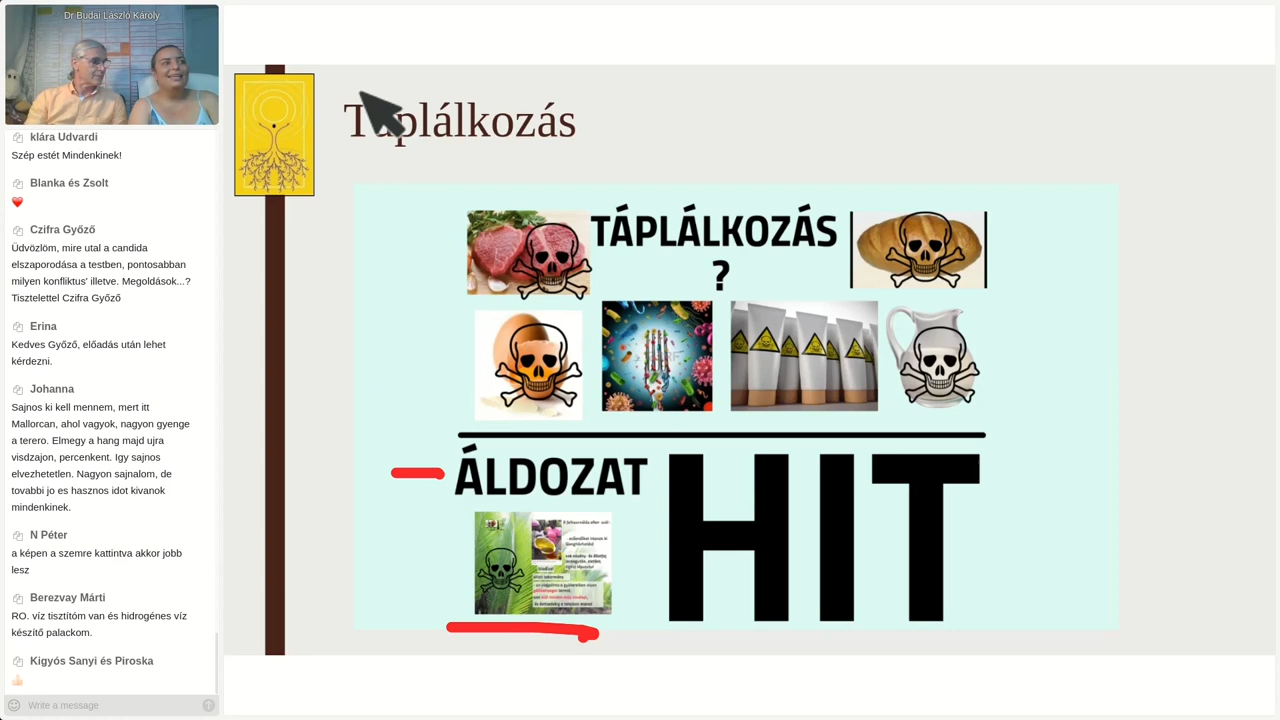 Dr Budai László Károly
klára Udvardi
Szép estét Mindenkinek!
Blanka és Zsolt
Czifra Győző
Üdvözlöm, mire utal a candida
elszaporodása a testben, pontosabban
milyen konfliktus' illetve. Megoldások...?
Tisztelettel Czifra Győző
Erina
Kedves Győző, előadás után lehet
kérdezni.
Johanna
Sajnos ki kell mennem, mert itt
Mallorcan, ahol vagyok, nagyon gyenge
a terero. Elmegy a hang majd ujra
visdzajon, percenkent. Igy sajnos
elvezhetetlen. Nagyon sajnalom, de
tovabbi jo es hasznos idot kivanok
mindenkinek.
N Péter
a képen a szemre kattintva akkor jobb
lesz
Berezvay Márti
RO. víz tisztítóm van és hidrogénes víz
készítő palackom.
Kigyós Sanyi és Piroska
Write a message
Táplálkozás
TÁPLÁLKOZÁS
?
ÁLDOZAT
HIT